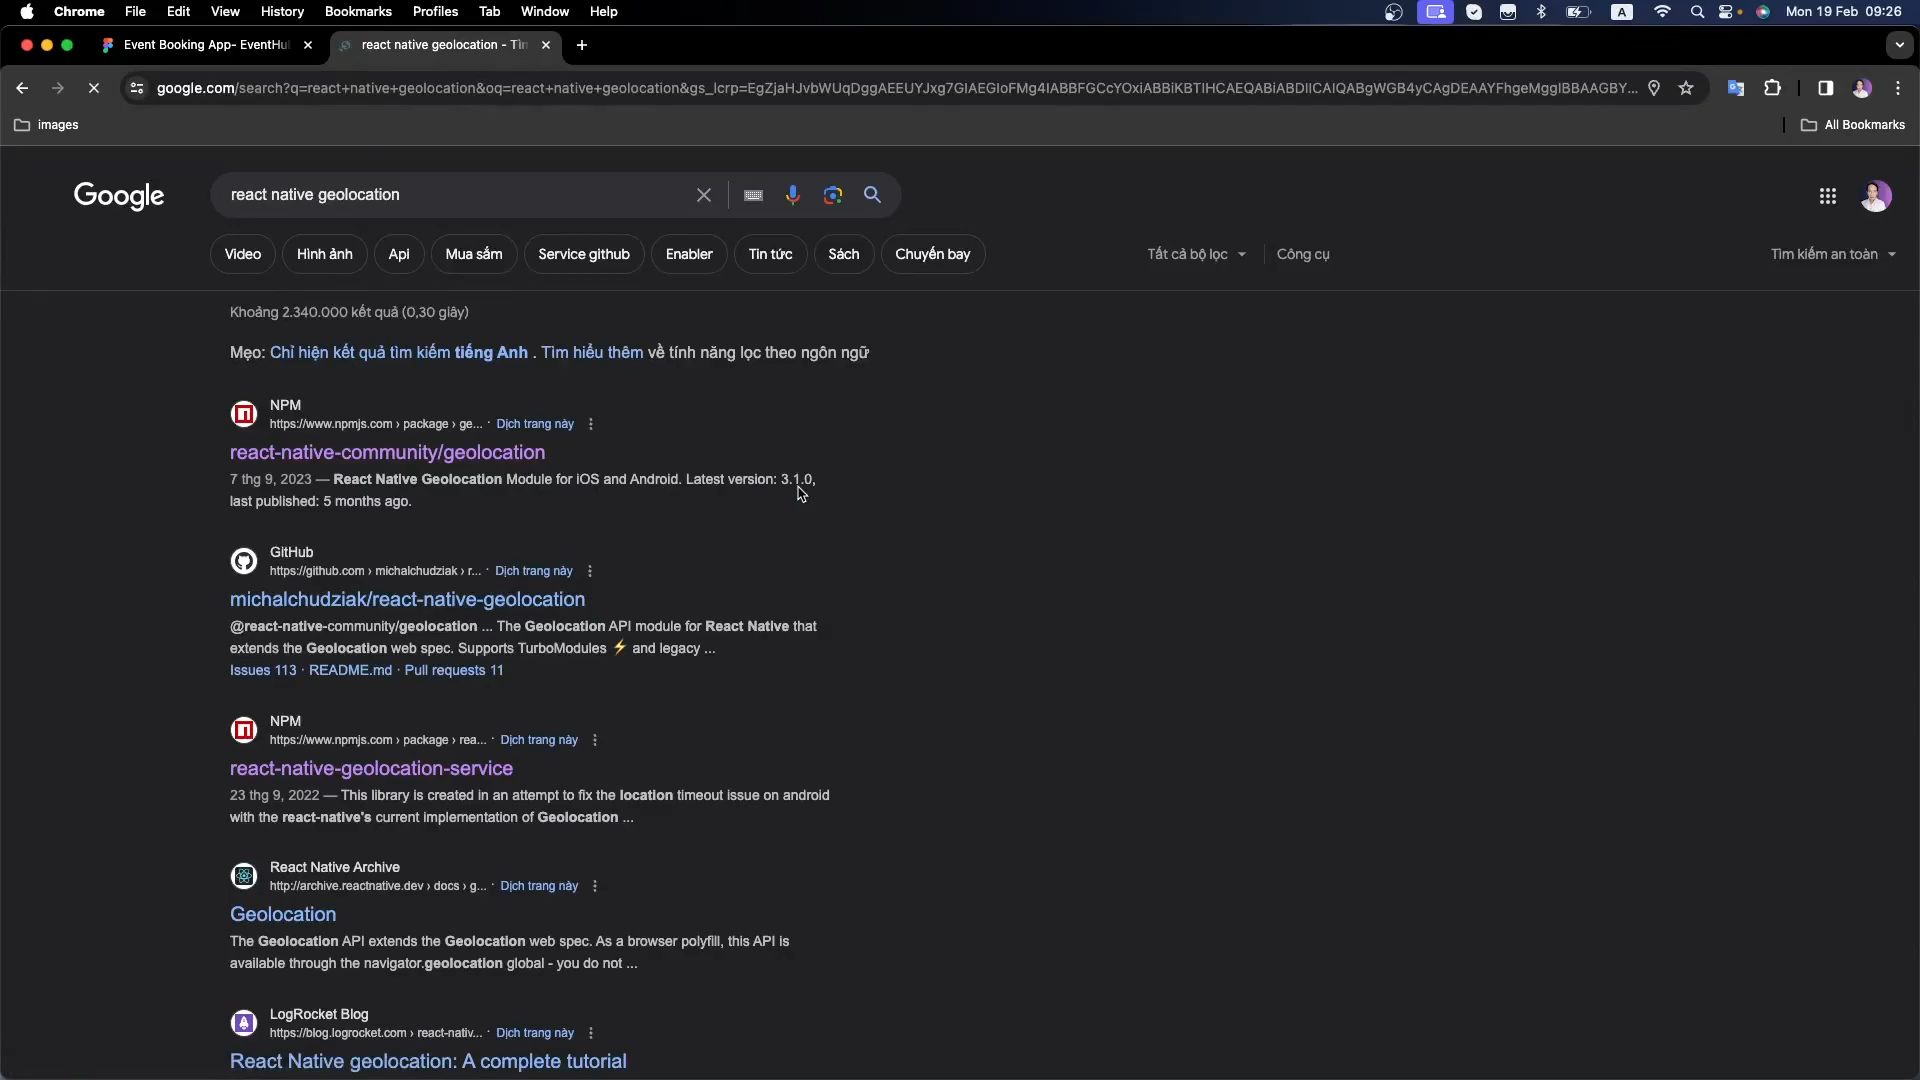 Chrome File Edit View History Bookmarks Profiles Tab Window Help A Mon 19 Feb 09:26
Event Booking App- EventHu react native geolocation - Tìn
google.com/search?q=react+native+geolocation&oq=react+native+geolocation&gs_lcrp=
images All Bookmarks
Google react native geolocation
Video Hình ảnh Api Mua sắm Service github Enabler Tin tức Sách Chuyến bay Tất cả bộ lọc Công cụ Tìm kiếm an toàn
Khoảng 2.340.000 kết quả (0,30 giây)
Mẹo: Chỉ hiện kết quả tìm kiếm tiếng Anh . Tìm hiểu thêm về tính năng lọc theo ngôn ngữ
NPM
https://www.npmjs.com › package › ge... · Dịch trang này
react-native-community/geolocation
7 thg 9, 2023 — React Native Geolocation Module for iOS and Android. Latest version: 3.1.0,
last published: 5 months ago.
GitHub
https://github.com › michalchudziak › r... · Dịch trang này
michalchudziak/react-native-geolocation
@react-native-community/geolocation ... The Geolocation API module for React Native that
extends the Geolocation web spec. Supports TurboModules ⚡ and legacy ...
Issues 113 · README.md · Pull requests 11
NPM
https://www.npmjs.com › package › rea... · Dịch trang này
react-native-geolocation-service
23 thg 9, 2022 — This library is created in an attempt to fix the location timeout issue on android
with the react-native's current implementation of Geolocation ...
React Native Archive
http://archive.reactnative.dev › docs › g... · Dịch trang này
Geolocation
The Geolocation API extends the Geolocation web spec. As a browser polyfill, this API is
available through the navigator.geolocation global - you do not ...
LogRocket Blog
https://blog.logrocket.com › react-nativ... · Dịch trang này
React Native geolocation: A complete tutorial